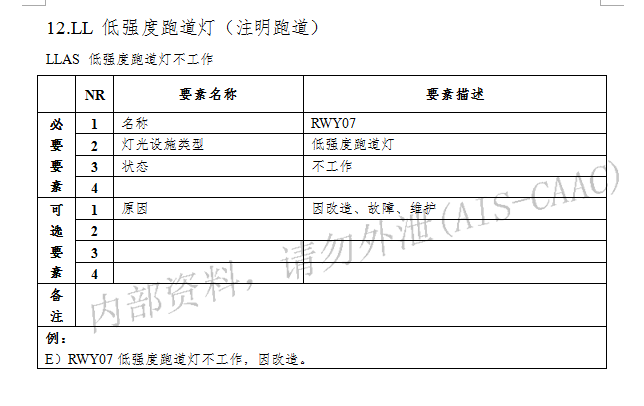 12.LL 低强度跑道灯（注明跑道）
LLAS 低强度跑道灯不工作
NR 要素名称 要素描述
必要要素
1 名称 RWY07
2 灯光设施类型 低强度跑道灯
3 状态 不工作
4
可选要素
1 原因 因改造、故障、维护
2
3
4
备注
例：
E）RWY07 低强度跑道灯不工作，因改造。
内部资料，请勿外泄(AIS-CAAC)